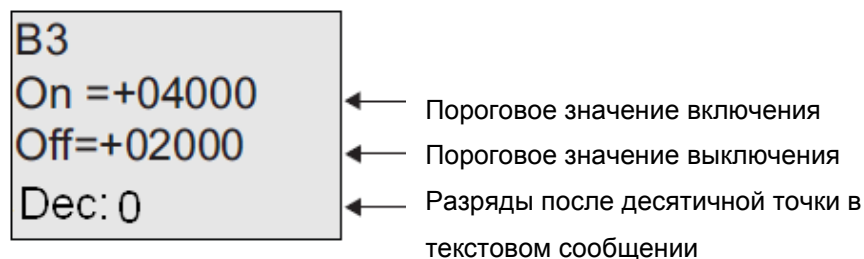 B3
On =+04000
Пороговое значение включения
Off=+02000
Пороговое значение выключения
Dec: 0
Разряды после десятичной точки в
текстовом сообщении